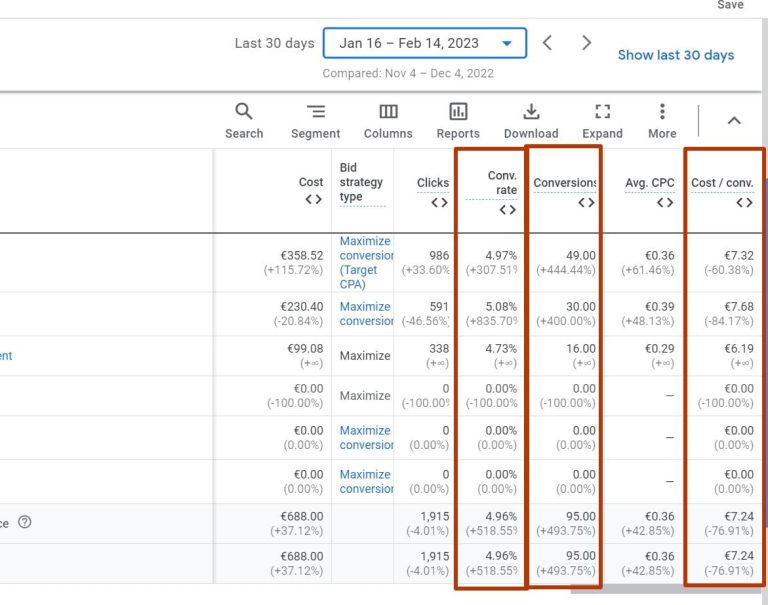 Save
Last 30 days Jan 16 – Feb 14, 2023 Show last 30 days
Compared: Nov 4 – Dec 4, 2022
Search Segment Columns Reports Download Expand More
Cost Bid strategy type Clicks Conv. rate Conversions Avg. CPC Cost / conv.
€358.52 Maximize conversion (Target CPA) 986 4.97% 49.00 €0.36 €7.32
(+115.72%) (+33.60% (+307.51% (+444.44%) (+61.46%) (-60.38%)
€230.40 Maximize conversion 591 5.08% 30.00 €0.39 €7.68
(-20.84%) (-46.56% (+835.70% (+400.00%) (+48.13%) (-84.17%)
ent €99.08 Maximize 338 4.73% 16.00 €0.29 €6.19
(+∞) (+∞) (+∞) (+∞) (+∞) (+∞)
€0.00 Maximize 0 0.00% 0.00 — €0.00
(-100.00%) (-100.00% (-100.00% (-100.00%) (-100.00%)
€0.00 Maximize conversion 0 0.00% 0.00 — €0.00
(0.00%) (0.00%) (0.00%) (0.00%) (0.00%)
€0.00 Maximize conversion 0 0.00% 0.00 — €0.00
(0.00%) (0.00%) (0.00%) (0.00%) (0.00%)
ce €688.00 1,915 4.96% 95.00 €0.36 €7.24
(+37.12%) (-4.01%) (+518.55% (+493.75%) (+42.85%) (-76.91%)
€688.00 1,915 4.96% 95.00 €0.36 €7.24
(+37.12%) (-4.01%) (+518.55% (+493.75%) (+42.85%) (-76.91%)